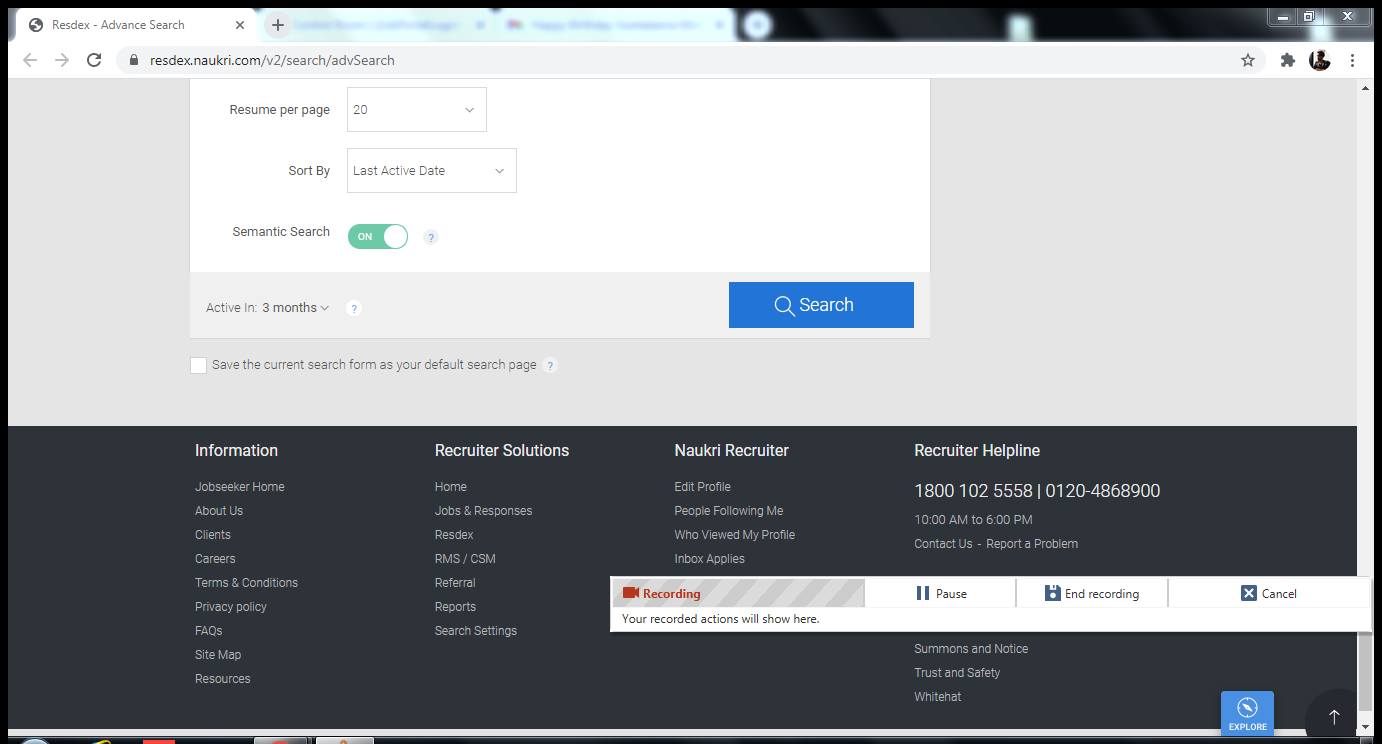 Resdex - Advance Search
resdex.naukri.com/v2/search/advSearch
Resume per page 20
Sort By Last Active Date
Semantic Search ON ?
Active In: 3 months ? Search
Save the current search form as your default search page ?
Information
Jobseeker Home
About Us
Clients
Careers
Terms & Conditions
Privacy policy
FAQs
Site Map
Resources
Recruiter Solutions
Home
Jobs & Responses
Resdex
RMS / CSM
Referral
Reports
Search Settings
Naukri Recruiter
Edit Profile
People Following Me
Who Viewed My Profile
Inbox Applies
Recruiter Helpline
1800 102 5558 | 0120-4868900
10:00 AM to 6:00 PM
Contact Us - Report a Problem
Recording Pause End recording Cancel
Your recorded actions will show here.
Summons and Notice
Trust and Safety
Whitehat
EXPLORE